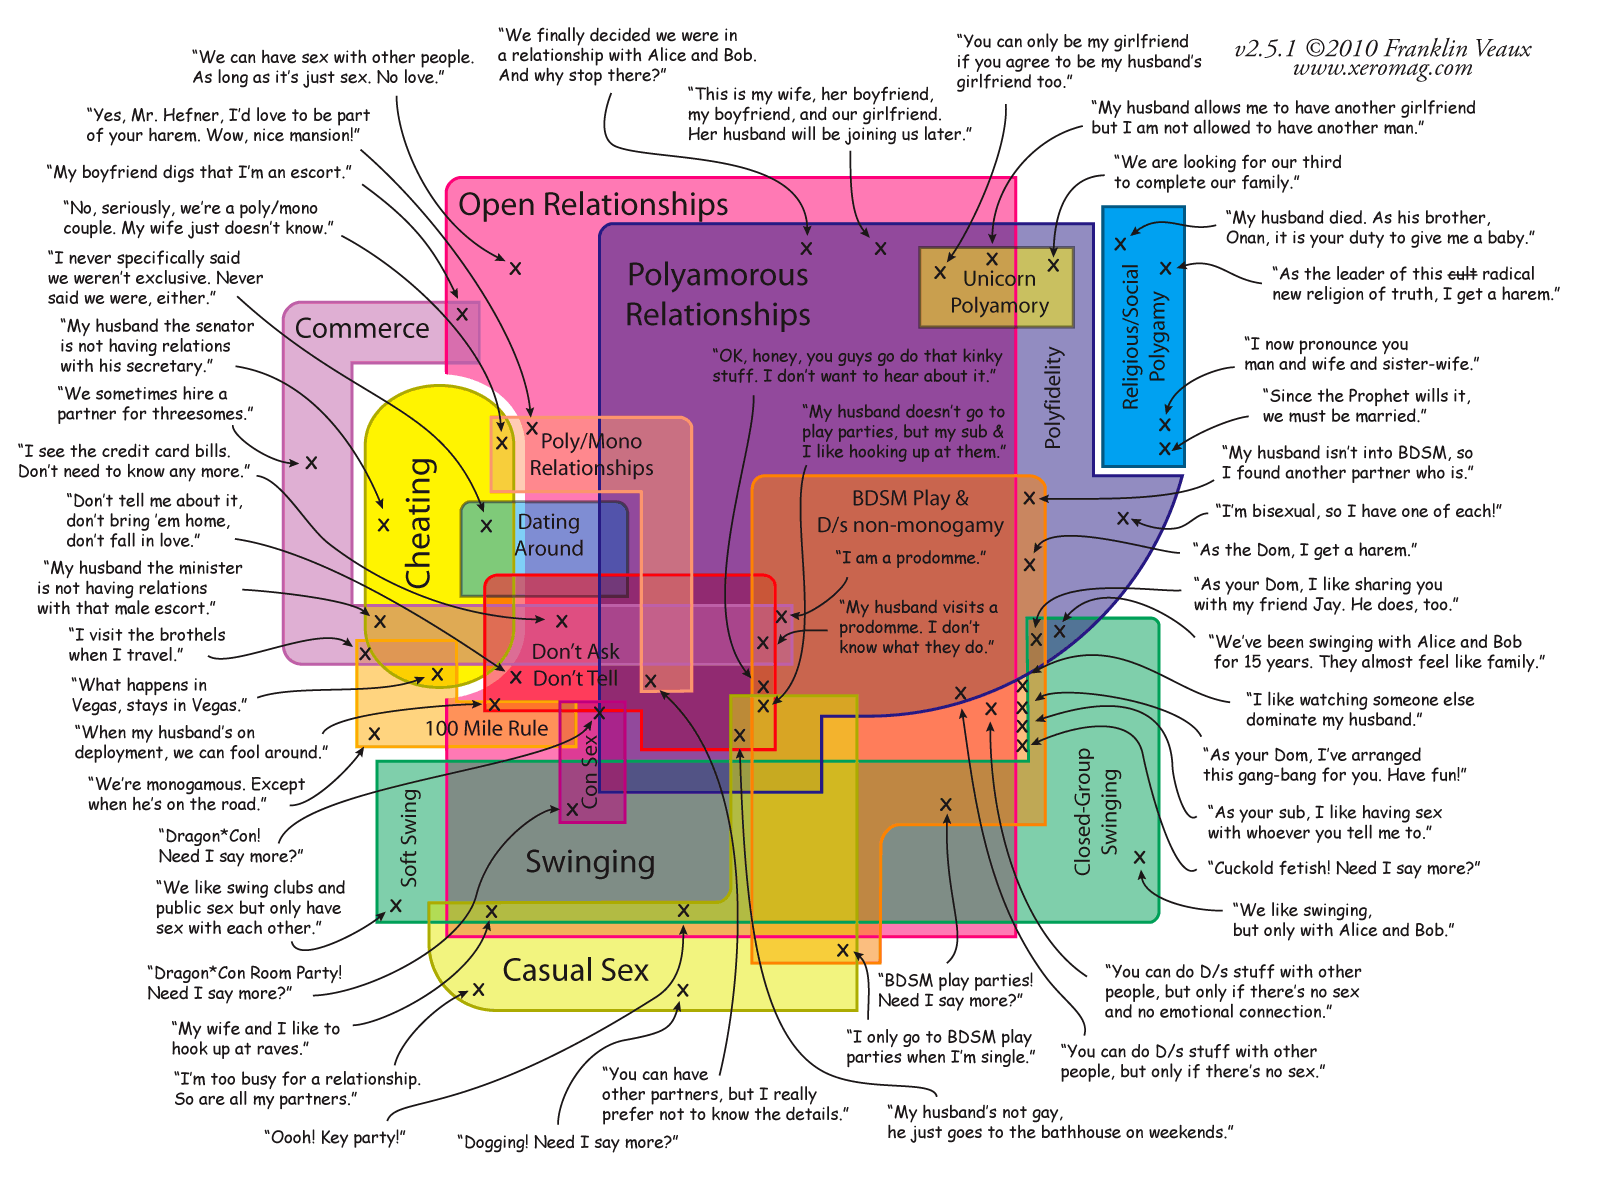 “We can have sex with other people.
As long as it’s just sex. No love.”
“We finally decided we were in
a relationship with Alice and Bob.
And why stop there?”
“This is my wife, her boyfriend,
my boyfriend, and our girlfriend.
Her husband will be joining us later.”
“You can only be my girlfriend
if you agree to be my husband’s
girlfriend too.”
v2.5.1 ©2010 Franklin Veaux
www.xeromag.com
“Yes, Mr. Hefner, I’d love to be part
of your harem. Wow, nice mansion!”
“My boyfriend digs that I’m an escort.”
“No, seriously, we’re a poly/mono
couple. My wife just doesn’t know.”
“I never specifically said
we weren’t exclusive. Never
said we were, either.”
“My husband the senator
is not having relations
with his secretary.”
“We sometimes hire a
partner for threesomes.”
“I see the credit card bills.
Don’t need to know any more.”
“Don’t tell me about it,
don’t bring ’em home,
don’t fall in love.”
“My husband the minister
is not having relations
with that male escort.”
“I visit the brothels
when I travel.”
“What happens in
Vegas, stays in Vegas.”
“When my husband’s on
deployment, we can fool around.”
“We’re monogamous. Except
when he’s on the road.”
“Dragon*Con!
Need I say more?”
“We like swing clubs and
public sex but only have
sex with each other.”
“Dragon*Con Room Party!
Need I say more?”
“My wife and I like to
hook up at raves.”
“I’m too busy for a relationship.
So are all my partners.”
“Oooh! Key party!”
“Dogging! Need I say more?”
Open Relationships
Polyamorous
Relationships
Unicorn
Polyamory
Polyfidelity
Religious/Social
Polygamy
Commerce
Cheating
Poly/Mono
Relationships
Dating
Around
“OK, honey, you guys go do that kinky
stuff. I don’t want to hear about it.”
“My husband doesn’t go to
play parties, but my sub &
I like hooking up at them.”
BDSM Play &
D/s non-monogamy
“I am a prodomme.”
“My husband visits a
prodomme. I don’t
know what they do.”
Don’t Ask
Don’t Tell
100 Mile Rule
Con Sex
Soft Swing
Swinging
Closed-Group
Swinging
Casual Sex
“My husband allows me to have another girlfriend
but I am not allowed to have another man.”
“We are looking for our third
to complete our family.”
“My husband died. As his brother,
Onan, it is your duty to give me a baby.”
“As the leader of this cult radical
new religion of truth, I get a harem.”
“I now pronounce you
man and wife and sister-wife.”
“Since the Prophet wills it,
we must be married.”
“My husband isn’t into BDSM, so
I found another partner who is.”
“I’m bisexual, so I have one of each!”
“As the Dom, I get a harem.”
“As your Dom, I like sharing you
with my friend Jay. He does, too.”
“We’ve been swinging with Alice and Bob
for 15 years. They almost feel like family.”
“I like watching someone else
dominate my husband.”
“As your Dom, I’ve arranged
this gang-bang for you. Have fun!”
“As your sub, I like having sex
with whoever you tell me to.”
“Cuckold fetish! Need I say more?”
“We like swinging,
but only with Alice and Bob.”
“You can do D/s stuff with other
people, but only if there’s no sex
and no emotional connection.”
“BDSM play parties!
Need I say more?”
“I only go to BDSM play
parties when I’m single.”
“You can do D/s stuff with other
people, but only if there’s no sex.”
“You can have
other partners, but I really
prefer not to know the details.”
“My husband’s not gay,
he just goes to the bathhouse on weekends.”